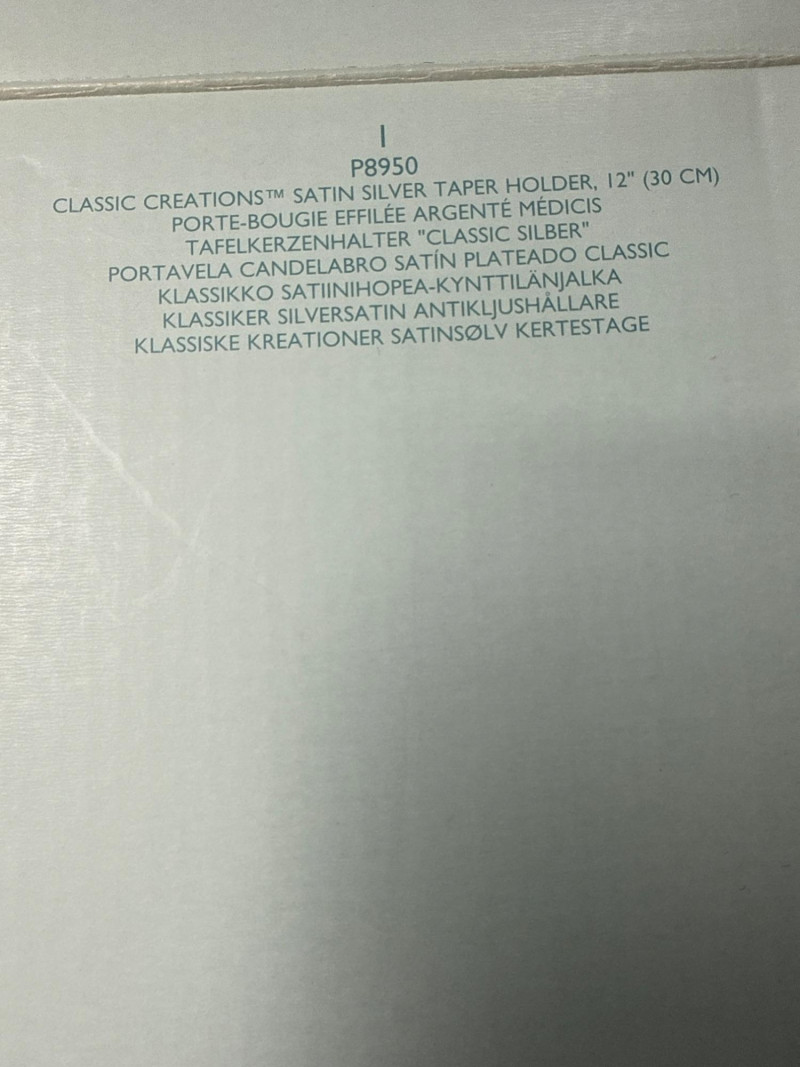 1
P8950
CLASSIC CREATIONS™ SATIN SILVER TAPER HOLDER, 12" (30 CM)
PORTE-BOUGIE EFFILÉE ARGENTÉ MÉDICIS
TAFELKERZENHALTER "CLASSIC SILBER"
PORTAVELA CANDELABRO SATÍN PLATEADO CLASSIC
KLASSIKKO SATIINIHOPEA-KYNTTILÄNJALKA
KLASSIKER SILVERSATIN ANTIKLJUSHÅLLARE
KLASSISKE KREATIONER SATINSØLV KERTESTAGE